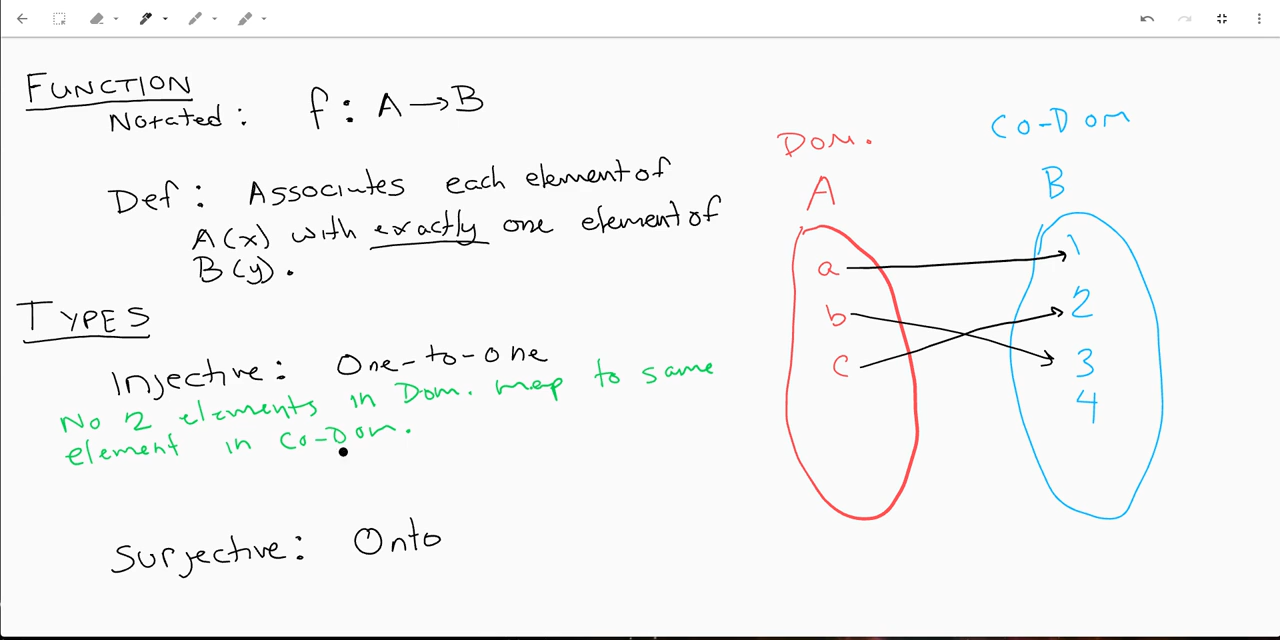 FUNCTION
NOTATED: f: A→B
Def: Associates each element of
A(x) with exactly one element of
B(y).
TYPES
Injective: One-to-one
No 2 elements in Dom. map to same
element in Co-Dom.
Surjective: Onto
Dom.
A
a
b
c
Co-Dom
B
1
2
3
4